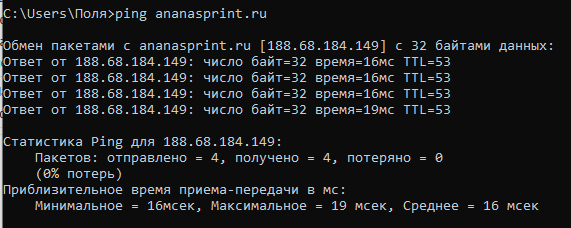 C:\Users\Поля>ping ananasprint.ru
Обмен пакетами с ananasprint.ru [188.68.184.149] с 32 байтами данных:
Ответ от 188.68.184.149: число байт=32 время=16мс TTL=53
Ответ от 188.68.184.149: число байт=32 время=16мс TTL=53
Ответ от 188.68.184.149: число байт=32 время=16мс TTL=53
Ответ от 188.68.184.149: число байт=32 время=19мс TTL=53
Статистика Ping для 188.68.184.149:
Пакетов: отправлено = 4, получено = 4, потеряно = 0
(0% потерь)
Приблизительное время приема-передачи в мс:
Минимальное = 16мсек, Максимальное = 19 мсек, Среднее = 16 мсек